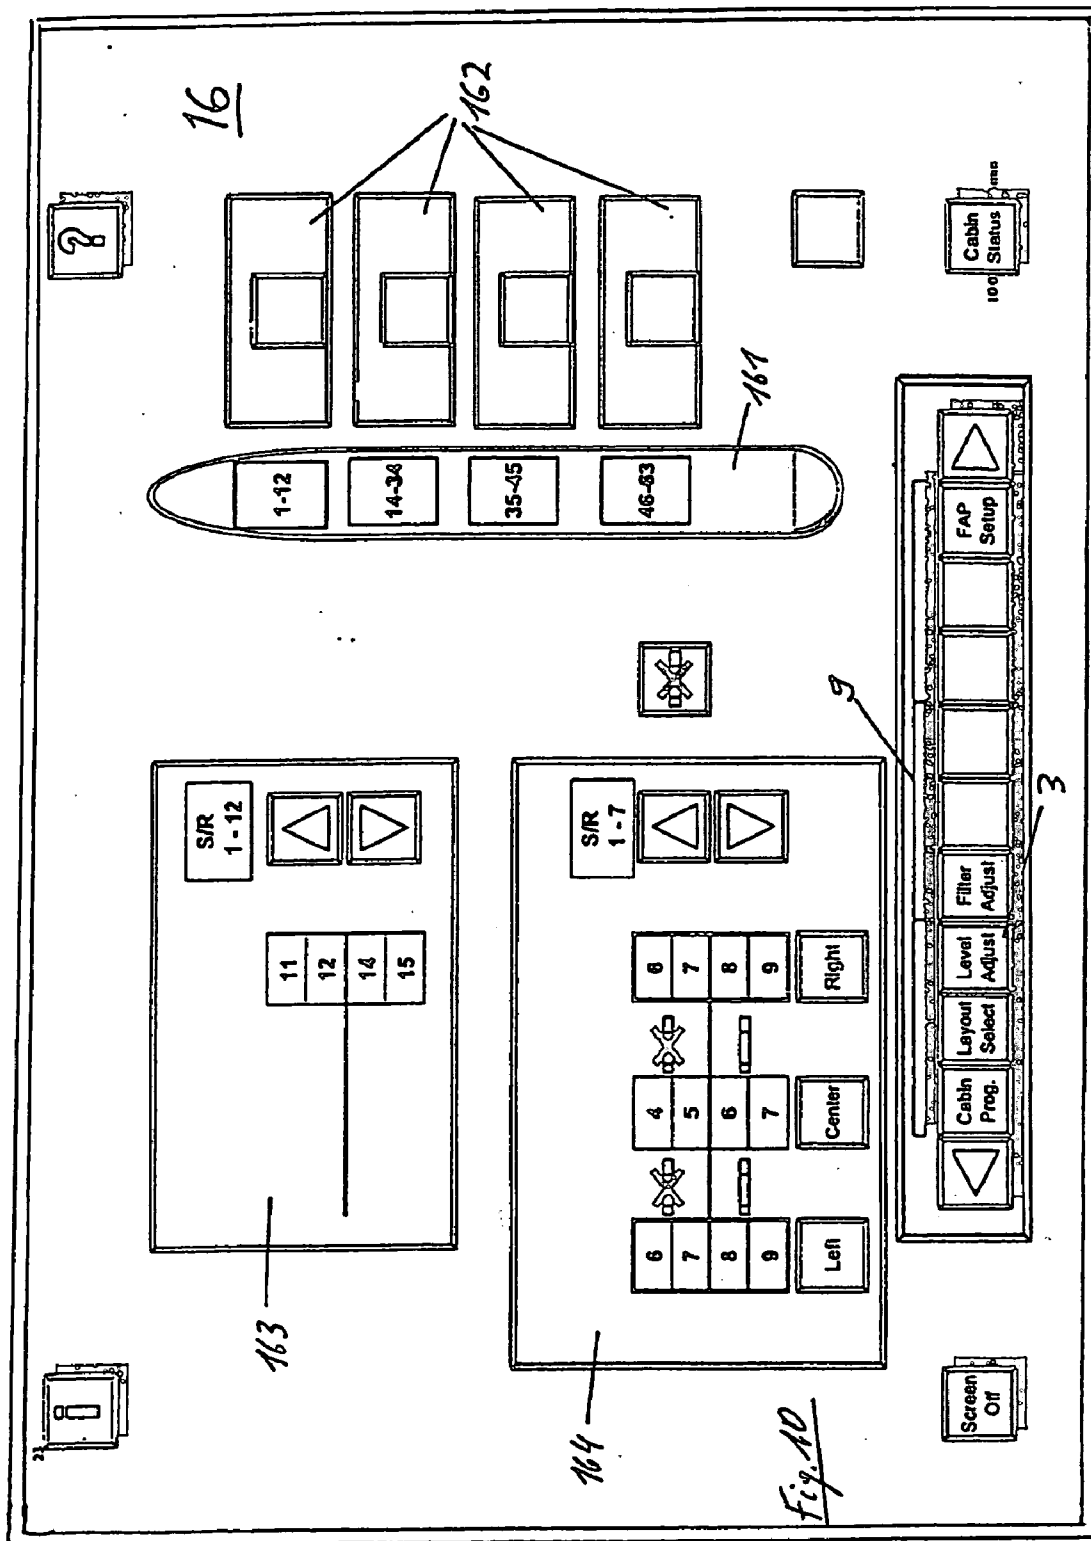 23
i
?
16
162
S/R
1 - 12
11
12
14
15
163
1-12
14-34
35-45
46-83
161
S/R
1 - 7
6 4 6
7 5 7
8 6 8
9 7 9
Left Center Right
164
9
Cabin
Prog.
Layout
Select
Level
Adjust
Filter
Adjust
FAP
Setup
3
Screen
Off
Cabin
Status
100
Fig. 10